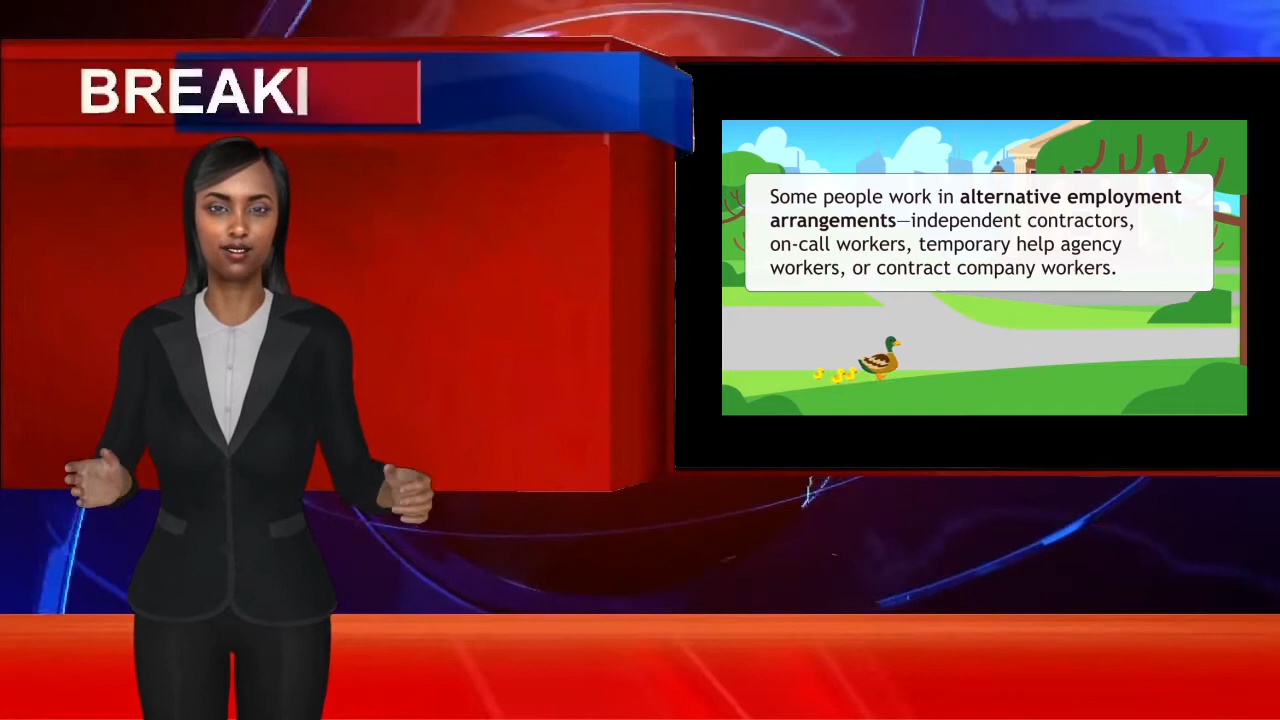 BREAKI
Some people work in alternative employment
arrangements—independent contractors,
on-call workers, temporary help agency
workers, or contract company workers.